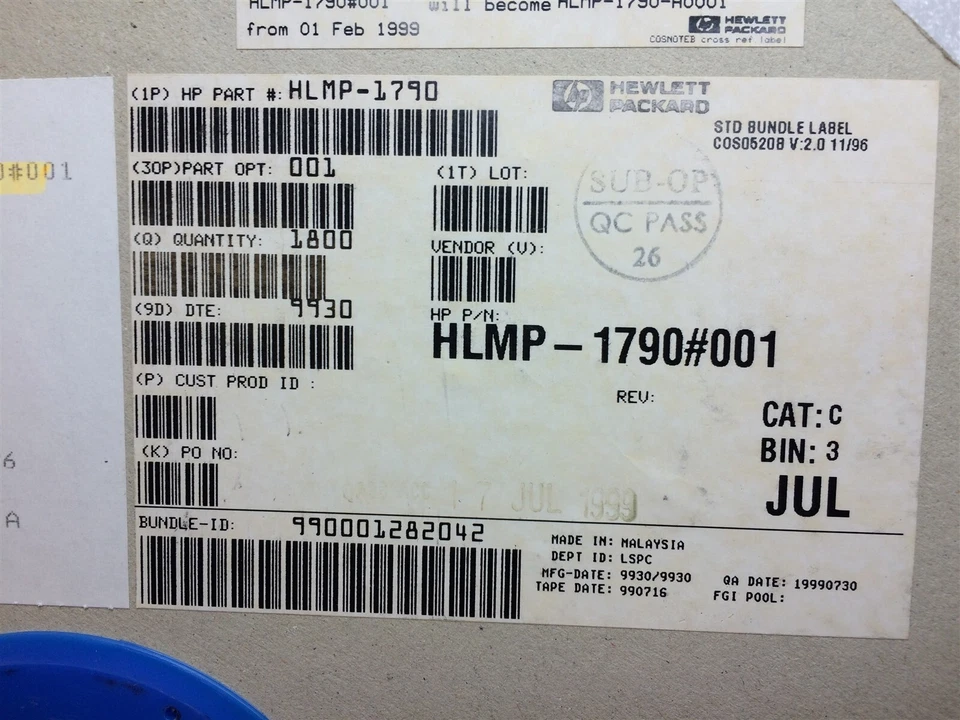 HLMP-1790#001 will become HLMP-1790-A0001
from 01 Feb 1999
HEWLETT
PACKARD
COSNOTEB cross ref label
#001
6
A
(1P) HP PART #: HLMP-1790
hp HEWLETT
PACKARD
STD BUNDLE LABEL
COS0520B V:2.0 11/96
(30P)PART OPT: 001
(1T) LOT:
SUB-OP
QC PASS
26
(Q) QUANTITY: 1800
VENDOR (V):
(9D) DTE: 9930
HP P/N:
HLMP-1790#001
(P) CUST PROD ID :
REV:
CAT: C
(K) PO NO:
BIN: 3
17 JUL 1999
JUL
BUNDLE-ID: 990001282042
MADE IN: MALAYSIA
DEPT ID: LSPC
MFG-DATE: 9930/9930 QA DATE: 19990730
TAPE DATE: 990716 FGI POOL: